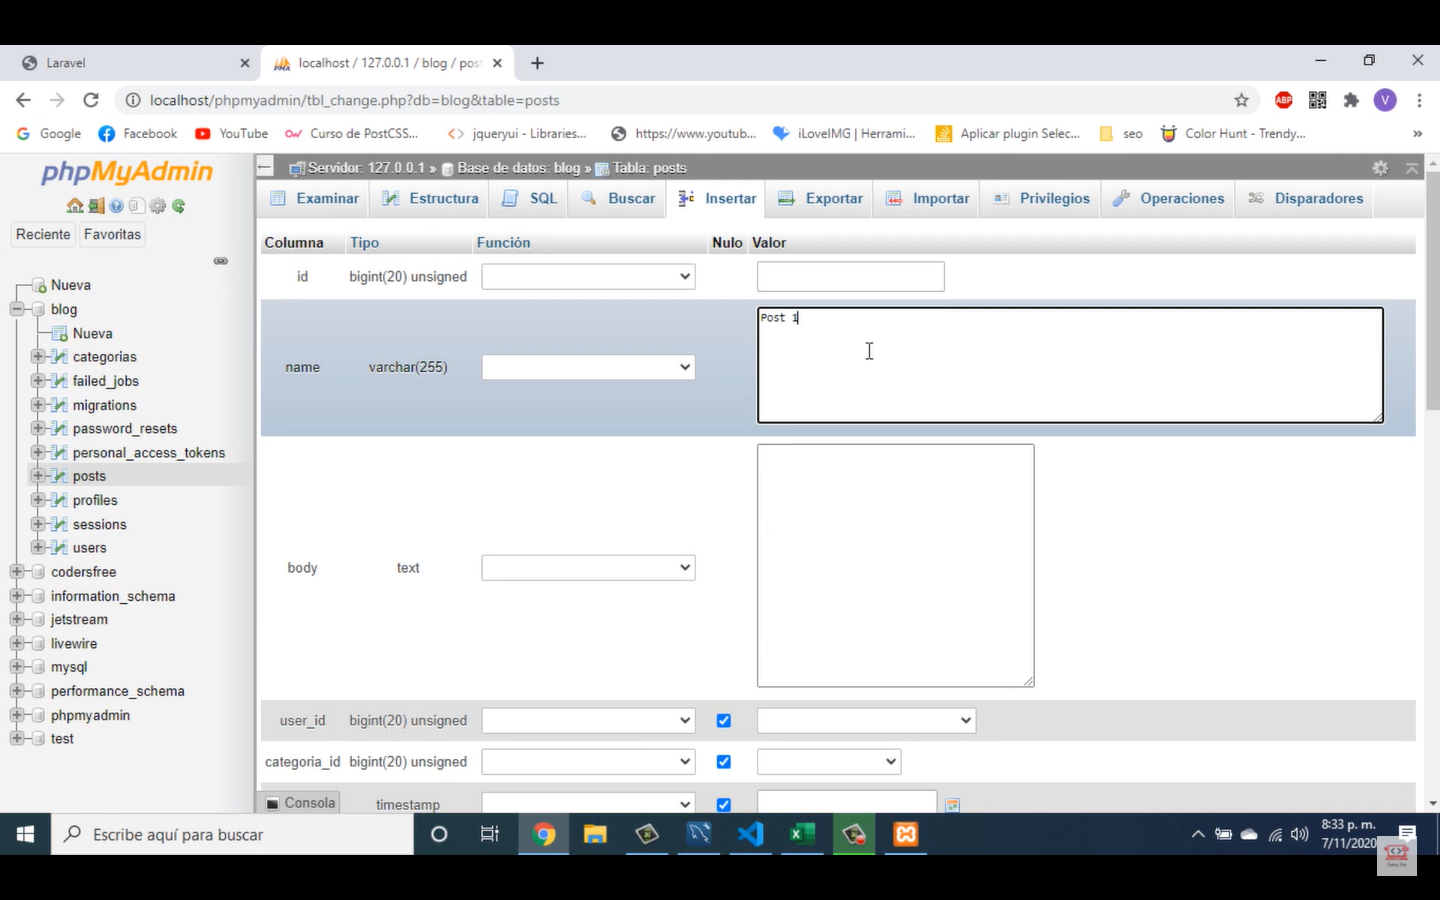 Laravel
localhost / 127.0.0.1 / blog / pos
localhost/phpmyadmin/tbl_change.php?db=blog&table=posts
ABP
V
Google
Facebook
YouTube
Curso de PostCSS...
jqueryui - Libraries...
https://www.youtub...
iLoveIMG | Herrami...
Aplicar plugin Selec...
seo
Color Hunt - Trendy...
»
phpMyAdmin
Reciente
Favoritas
Nueva
blog
Nueva
categorias
failed_jobs
migrations
password_resets
personal_access_tokens
posts
profiles
sessions
users
codersfree
information_schema
jetstream
livewire
mysql
performance_schema
phpmyadmin
test
Servidor: 127.0.0.1 » Base de datos: blog » Tabla: posts
Examinar
Estructura
SQL
Buscar
Insertar
Exportar
Importar
Privilegios
Operaciones
Disparadores
Columna Tipo Función Nulo Valor
id bigint(20) unsigned
name varchar(255)
Post 1
body text
user_id bigint(20) unsigned
categoria_id bigint(20) unsigned
Consola
timestamp
Escribe aquí para buscar
8:33 p. m.
7/11/2020